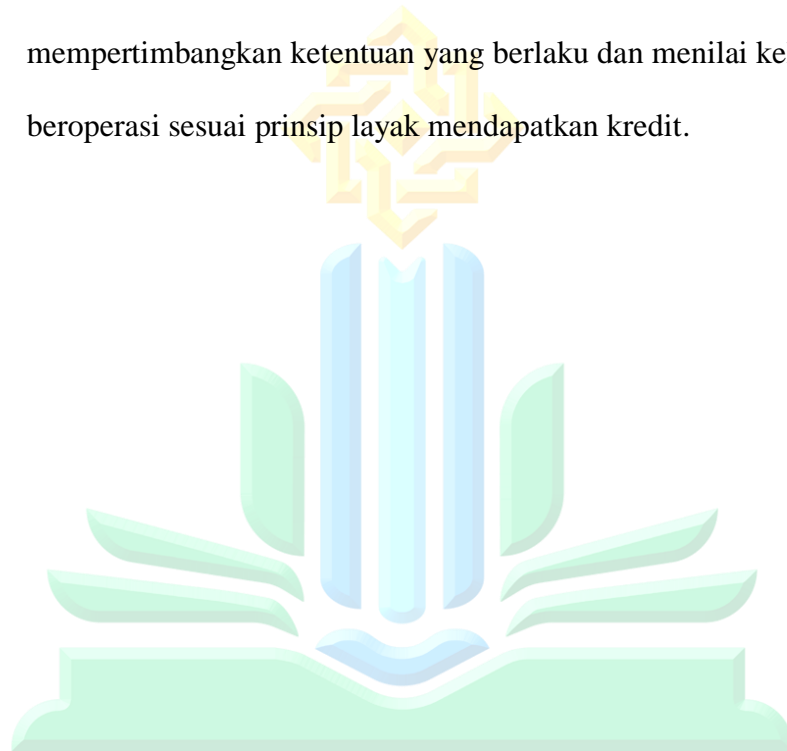 mempertimbangkan ketentuan yang berlaku dan menilai ke
beroperasi sesuai prinsip layak mendapatkan kredit.